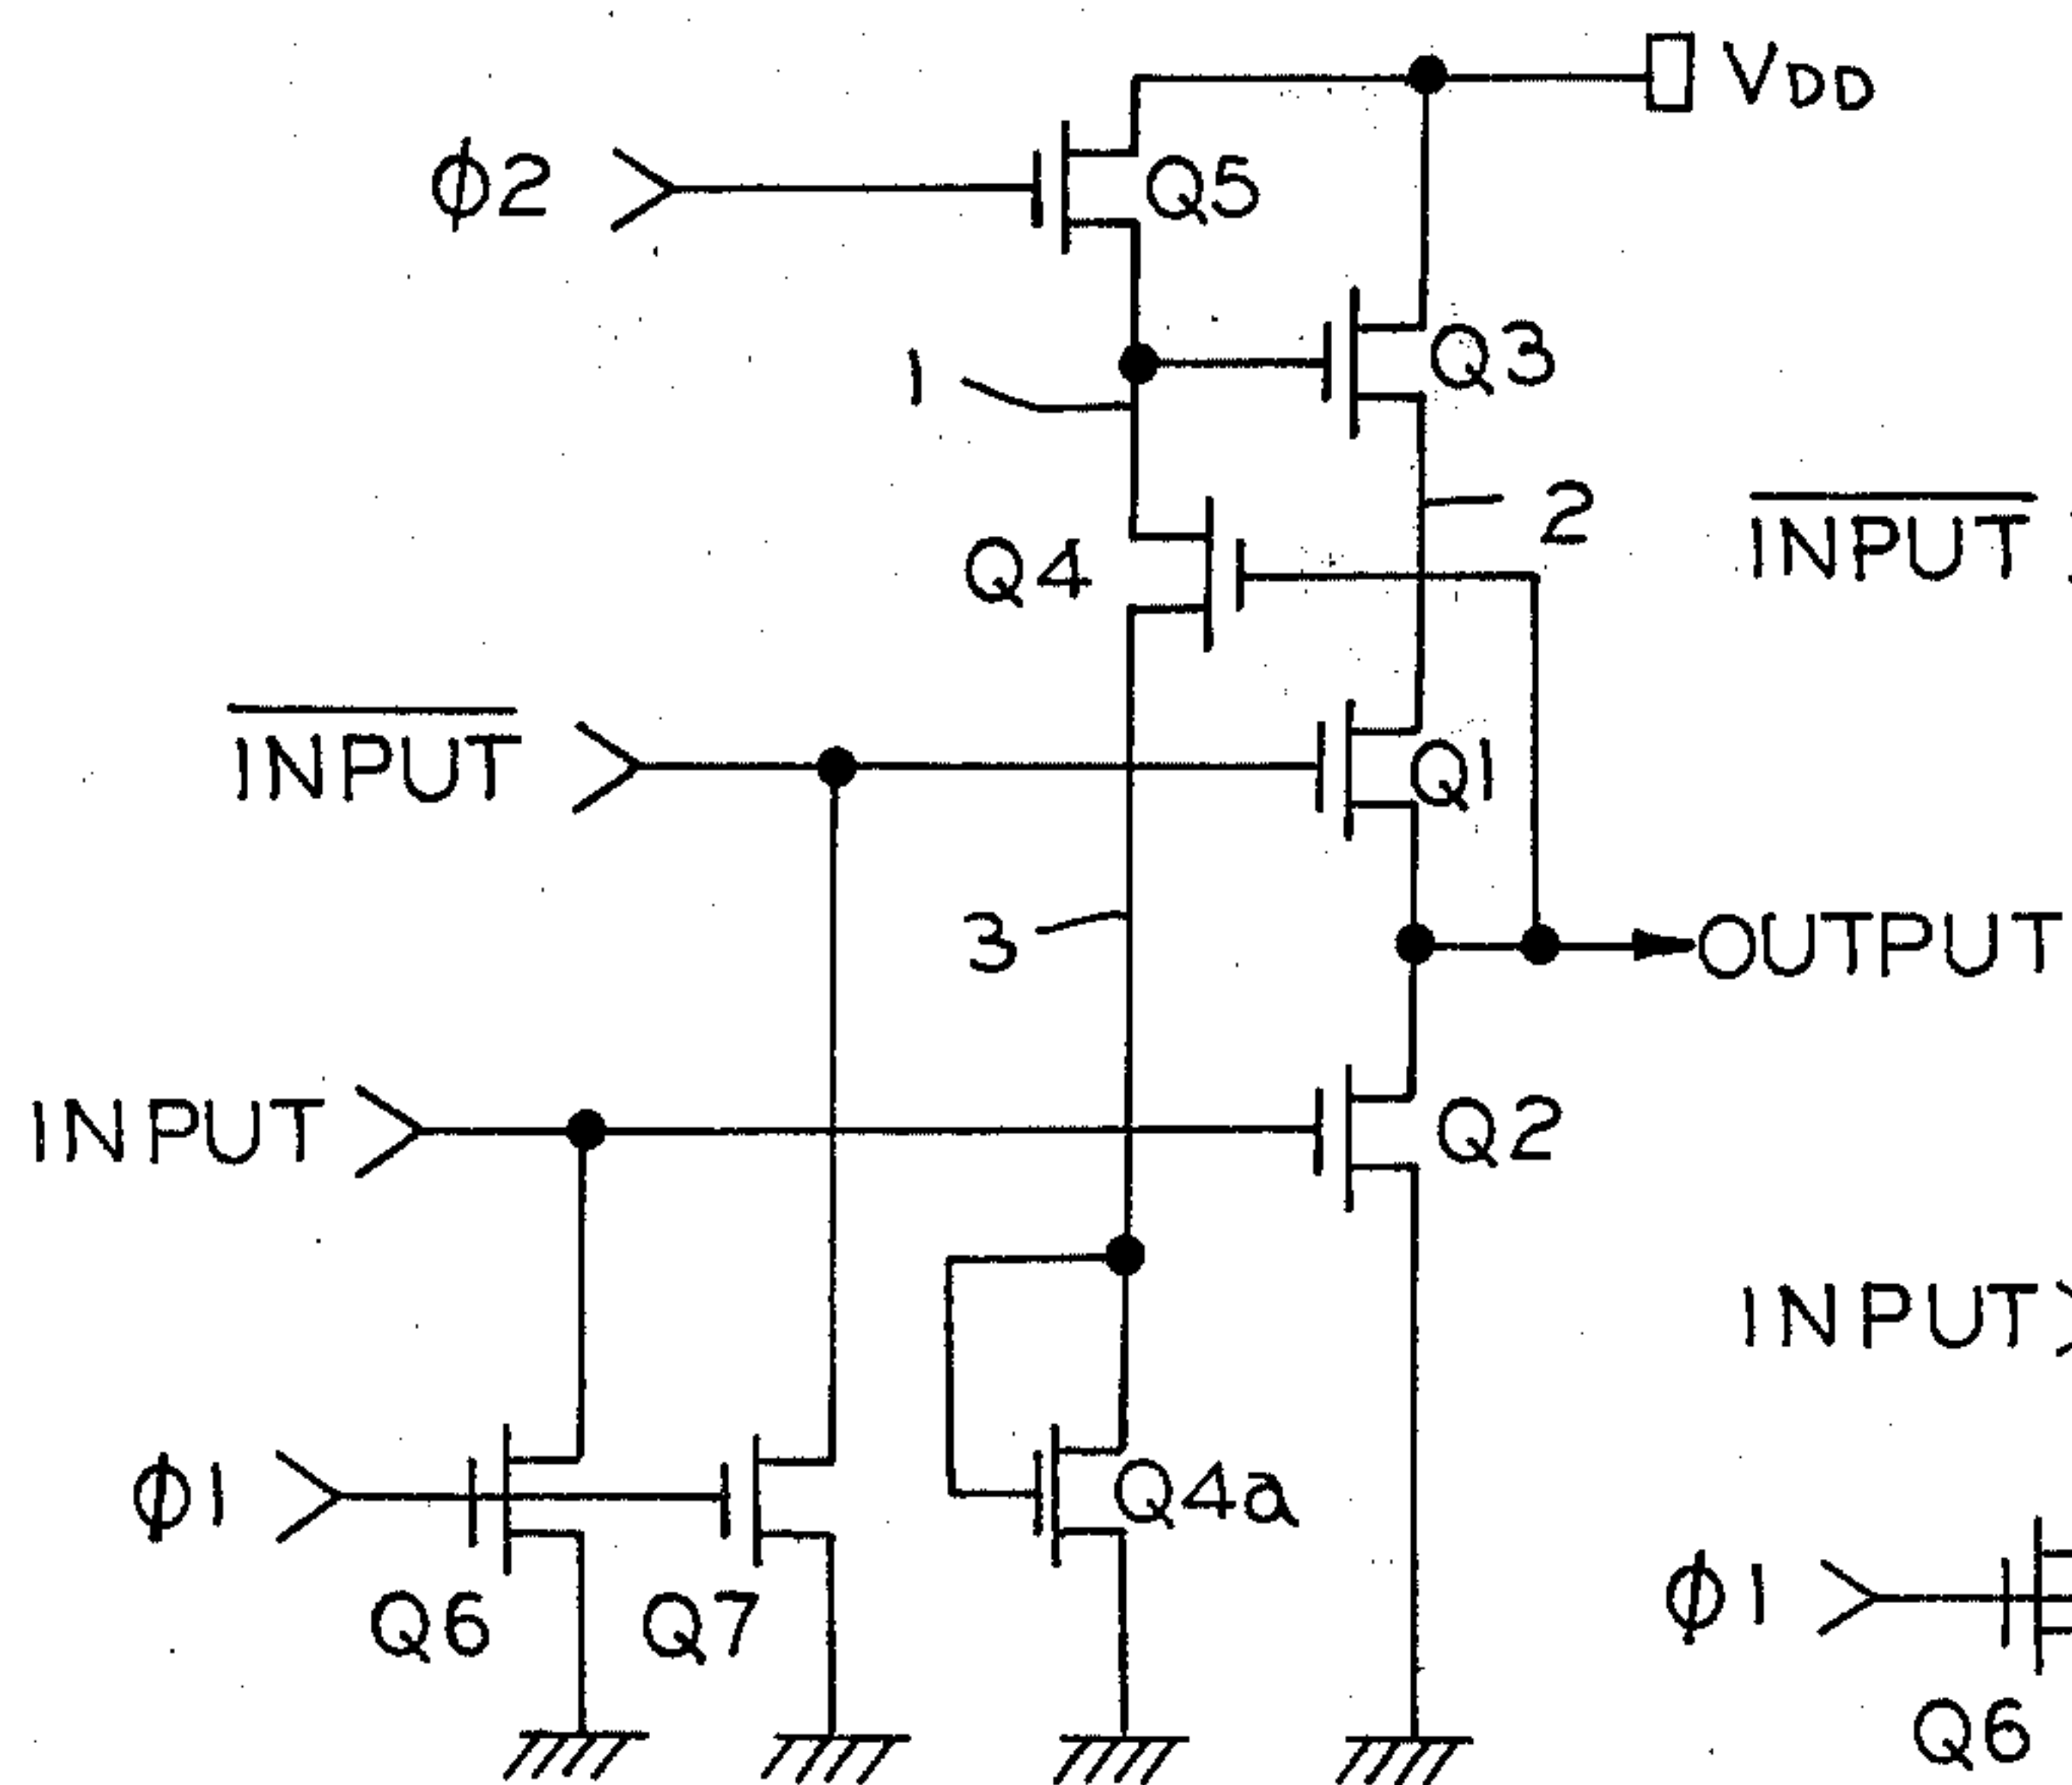 VDD
ϕ2
Q5
Q3
1
2
Q4
INPUT
INPUT
Q1
3
OUTPUT
INPUT
Q2
INPUT
ϕ1
Q4a
ϕ1
Q6
Q7
Q6